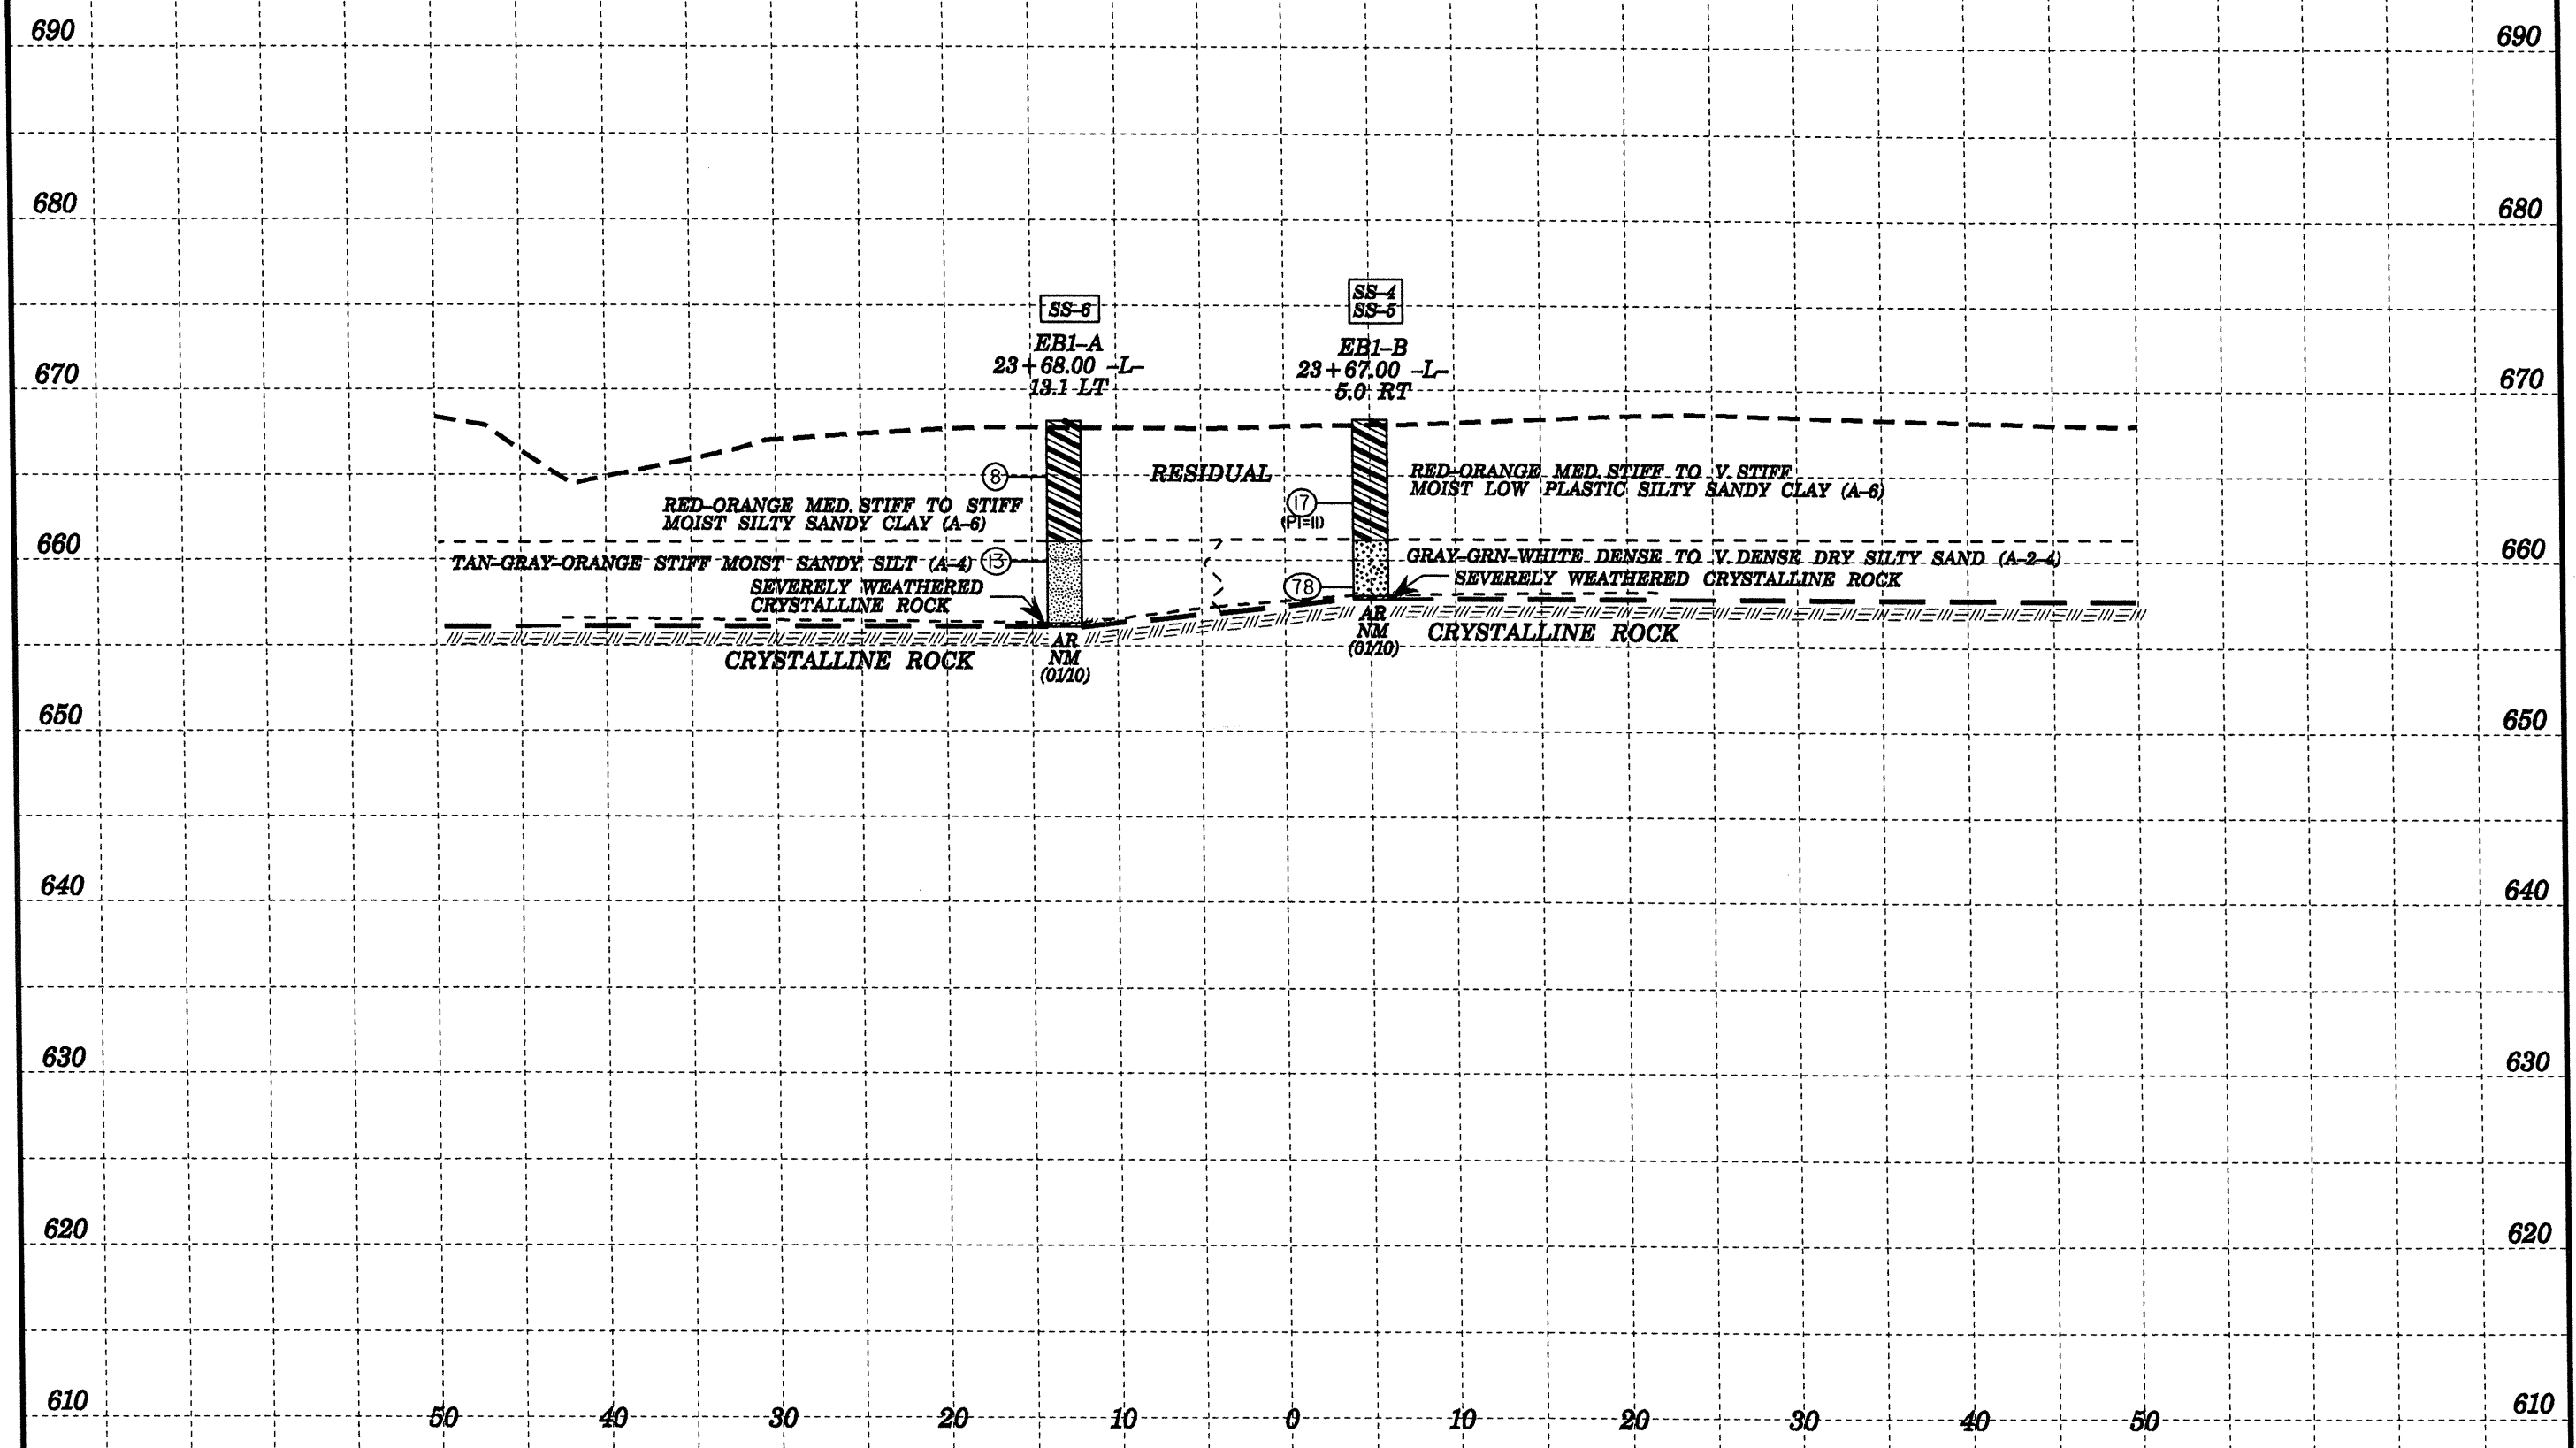 690 690
680 680
SS-6
SS-4
SS-5
EB1-A
23+68.00 -L-
13.1 LT
EB1-B
23+67.00 -L-
5.0 RT
670 670
8
RESIDUAL
RED-ORANGE MED. STIFF TO V. STIFF
MOIST LOW PLASTIC SILTY SANDY CLAY (A-6)
17
(PI=11)
RED-ORANGE MED. STIFF TO STIFF
MOIST SILTY SANDY CLAY (A-6)
660 660
TAN-GRAY-ORANGE STIFF MOIST SANDY SILT (A-4)
13
GRAY-GRN-WHITE DENSE TO V. DENSE DRY SILTY SAND (A-2-4)
SEVERELY WEATHERED
CRYSTALLINE ROCK
78
SEVERELY WEATHERED CRYSTALLINE ROCK
AR
NM
(01/10)
CRYSTALLINE ROCK
AR
NM
(01/10)
CRYSTALLINE ROCK
650 650
640 640
630 630
620 620
610 610
50 40 30 20 10 0 10 20 30 40 50